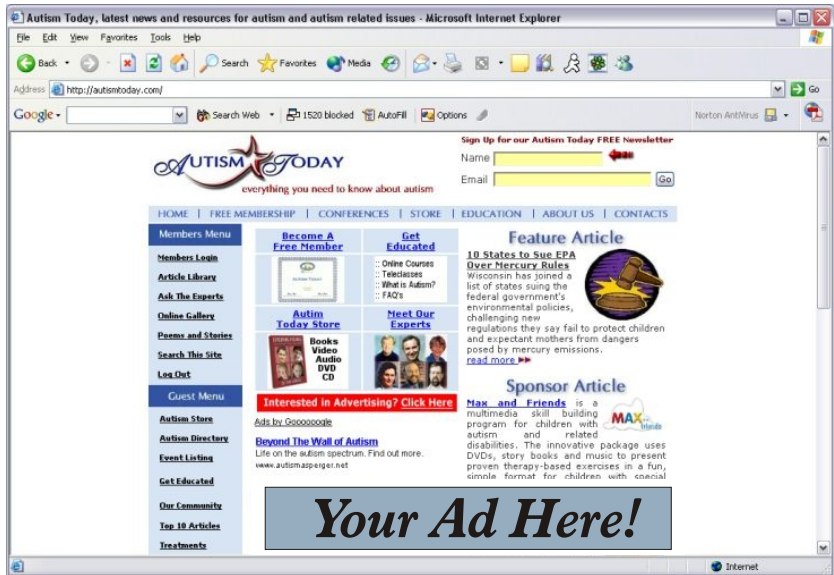 Autism Today, latest news and resources for autism and autism related issues - Microsoft Internet Explorer
File Edit View Favorites Tools Help
Back Search Favorites Media
Address http://autismtoday.com/ Go
Google Search Web 1520 blocked AutoFill Options Norton AntiVirus
Sign Up for our Autism Today FREE Newsletter
Name
Email Go
AUTISM TODAY
everything you need to know about autism
HOME | FREE MEMBERSHIP | CONFERENCES | STORE | EDUCATION | ABOUT US | CONTACTS
Members Menu
Members Login
Article Library
Ask The Experts
Online Gallery
Poems and Stories
Search This Site
Log Out
Guest Menu
Autism Store
Autism Directory
Event Listing
Get Educated
Our Community
Top 10 Articles
Treatments
Become A
Free Member
Get
Educated
:: Online Courses
:: Teleclasses
:: What is Autism?
:: FAQ's
Autim
Today Store
Books
Video
Audio
DVD
CD
Meet Our
Experts
Interested in Advertising? Click Here
Ads by Goooooogle
Beyond The Wall of Autism
Life on the autism spectrum. Find out more.
www.autismasperger.net
Feature Article
10 States to Sue EPA
Over Mercury Rules
Wisconsin has joined a
list of states suing the
federal government's
environmental policies,
challenging new
regulations they say fail to protect children
and expectant mothers from dangers
posed by mercury emissions.
read more
Sponsor Article
Max and Friends is a
multimedia skill building
program for children with
autism and related
disabilities. The innovative package uses
DVDs, story books and music to present
proven therapy-based exercises in a fun,
simple format for children with special
MAX
Your Ad Here!
Internet